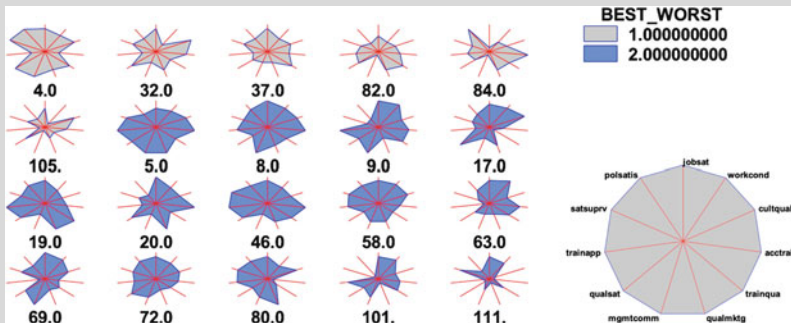 BEST_WORST
1.000000000
2.000000000
4.0 32.0 37.0 82.0 84.0
105. 5.0 8.0 9.0 17.0
19.0 20.0 46.0 58.0 63.0
69.0 72.0 80.0 101. 111.
jobsat
polsatis workcond
satsuprv cultqual
trainapp acctrai
qualsat trainqua
mgmtcomm qualmktg